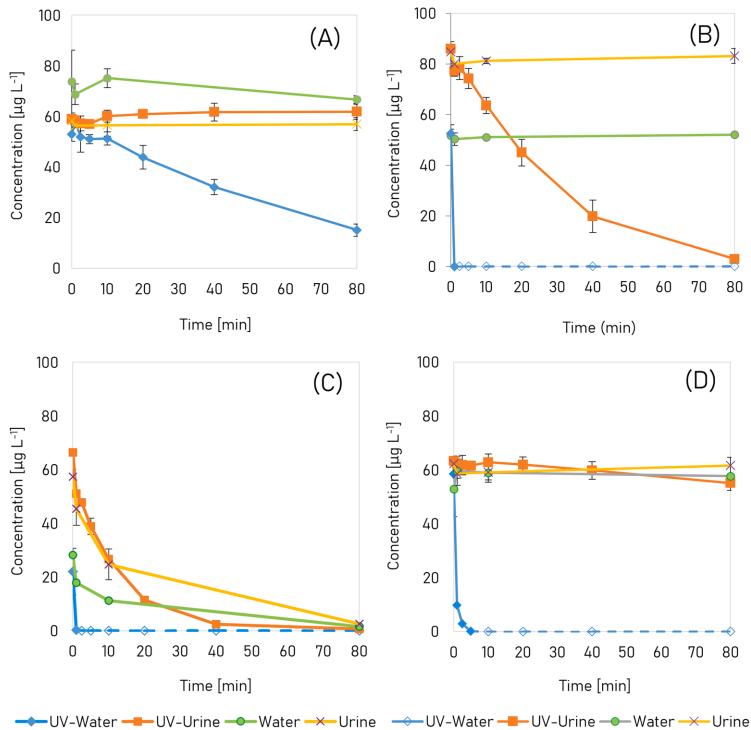 (A)
Concentration [µg L⁻¹]
100
80
60
40
20
0
0 10 20 30 40 50 60 70 80
Time [min]
(B)
Concentration [µg L⁻¹]
100
80
60
40
20
0
0 10 20 30 40 50 60 70 80
Time (min)
(C)
Concentration [µg L⁻¹]
100
80
60
40
20
0
0 10 20 30 40 50 60 70 80
Time [min]
(D)
Concentration [µg L⁻¹]
100
80
60
40
20
0
0 10 20 30 40 50 60 70 80
Time [min]
UV-Water UV-Urine Water Urine
UV-Water UV-Urine Water Urine